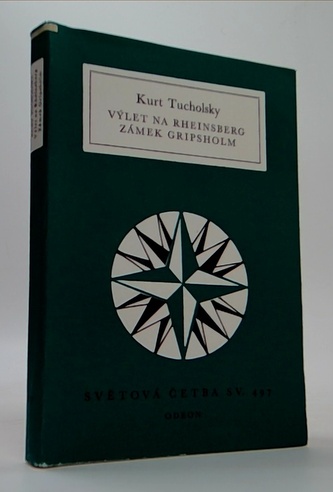 Kurt Tucholsky
VÝLET NA RHEINSBERG
ZÁMEK GRIPSHOLM
SVĚTOVÁ ČETBA SV.
ODEON